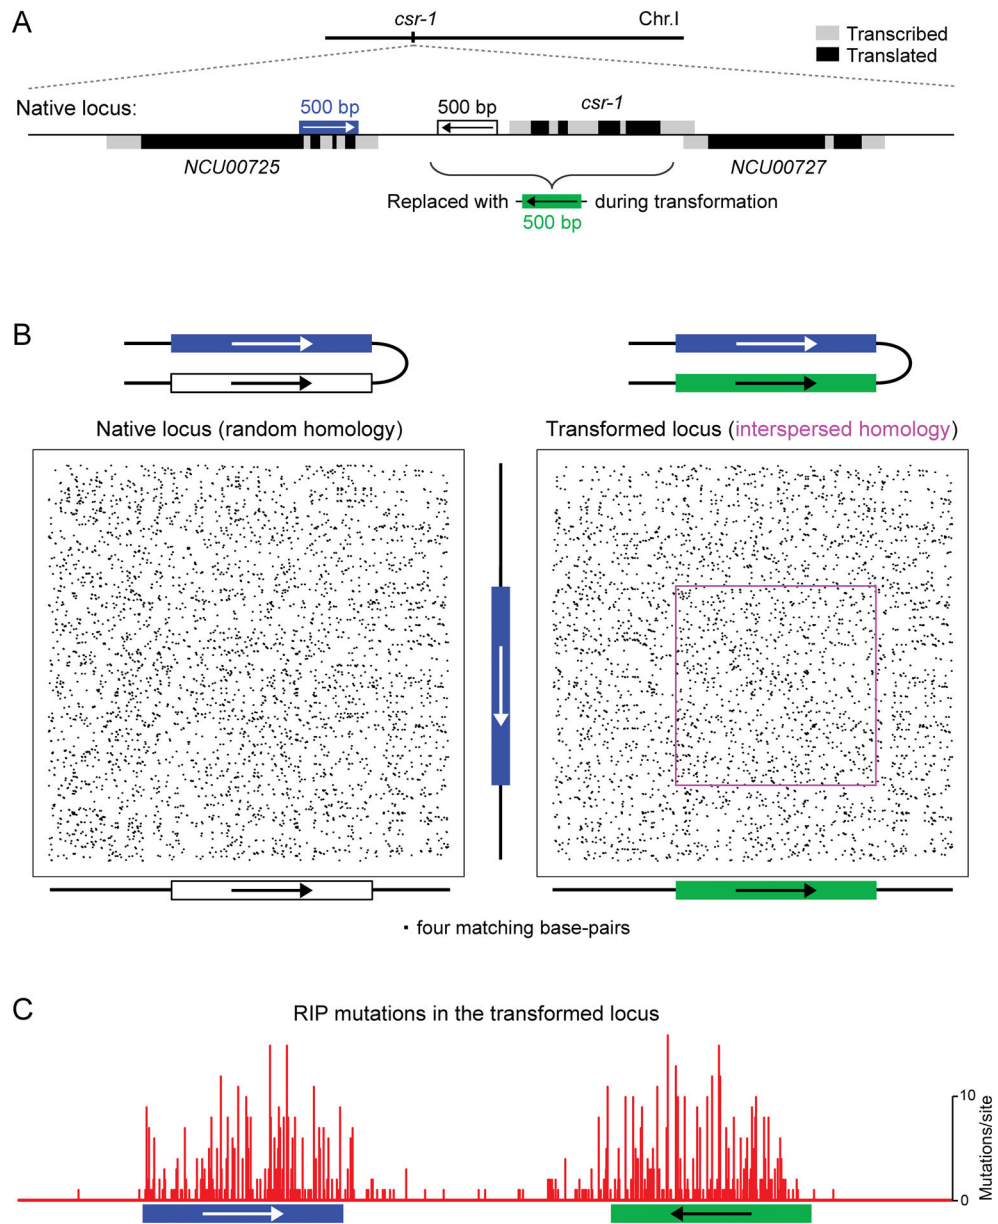 A
csr-1
Chr.I
Transcribed
Translated
Native locus:
500 bp
500 bp
csr-1
NCU00725
NCU00727
Replaced with
during transformation
500 bp
B
Native locus (random homology)
Transformed locus (interspersed homology)
four matching base-pairs
C
RIP mutations in the transformed locus
10
0
Mutations/site